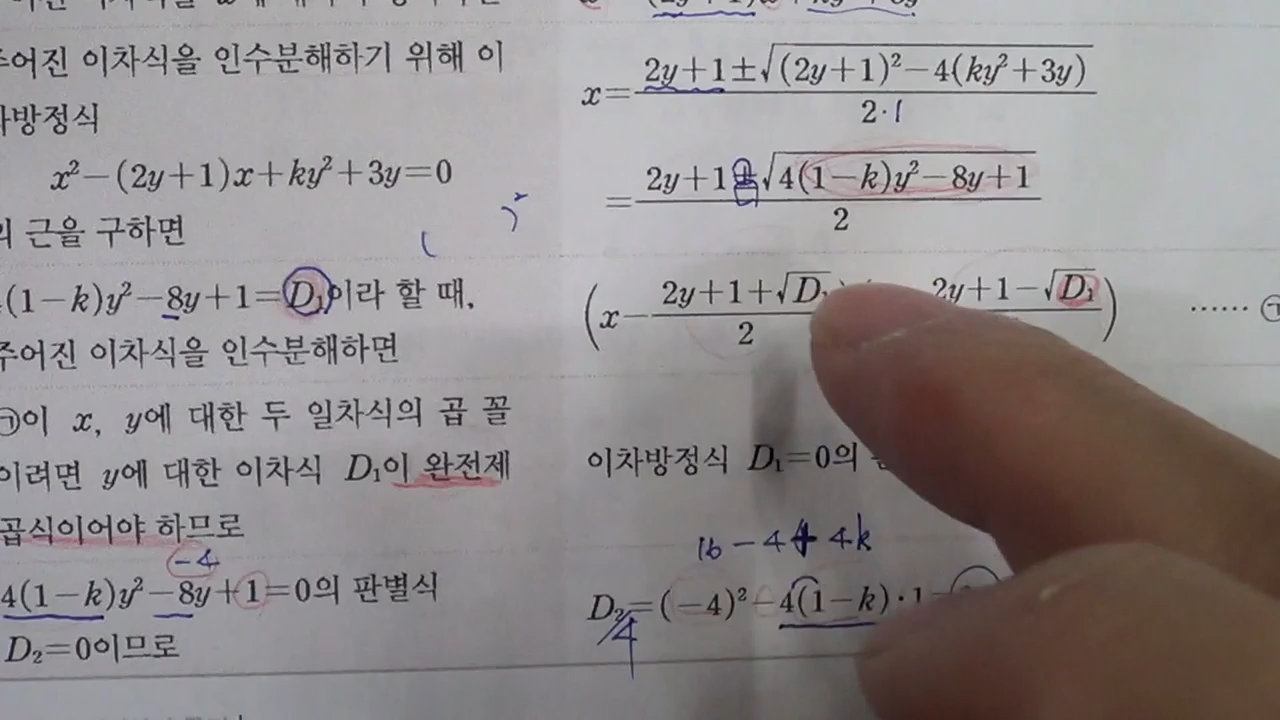 주어진 이차식을 인수분해하기 위해 이
차방정식
x²-(2y+1)x+ky²+3y=0
의 근을 구하면
4(1-k)y²-8y+1=D₁이라 할 때,
주어진 이차식을 인수분해하면
㉠이 x, y에 대한 두 일차식의 곱 꼴
이려면 y에 대한 이차식 D₁이 완전제
곱식이어야 하므로
-4
4(1-k)y²-8y+1=0의 판별식
D₂=0이므로
x=(2y+1±√((2y+1)²-4(ky²+3y)))/(2·1)
=(2y+1±√(4(1-k)y²-8y+1))/2
(x-(2y+1+√D₁)/2)( 2y+1-√D₁ ) …… ㉠
이차방정식 D₁=0의
16-4+4k
D₂/4=(-4)²-4(1-k)·1